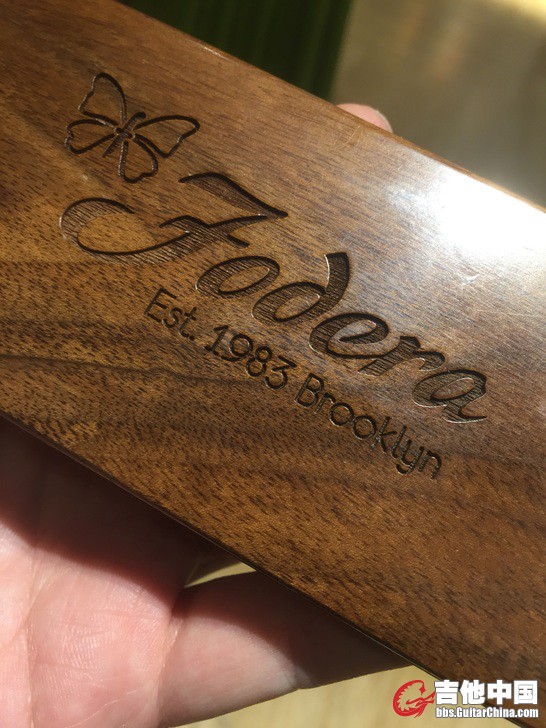 Fodera
Est. 1983 Brooklyn
吉他中国
bbs.GuitarChina.com